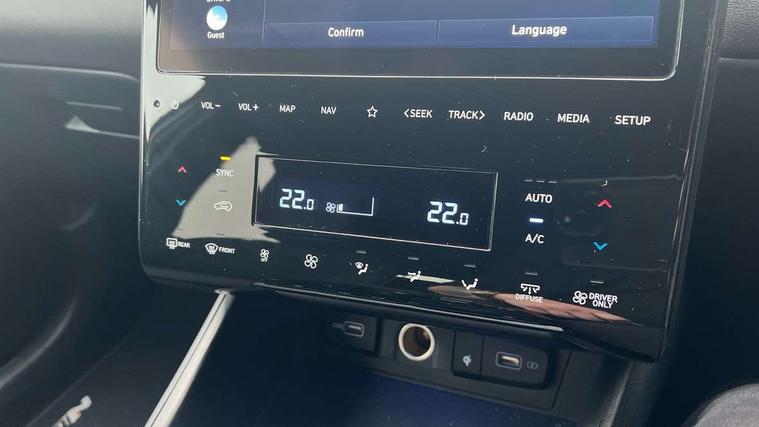 Guest
Confirm Language
VOL− VOL+ MAP NAV <SEEK TRACK> RADIO MEDIA SETUP
SYNC
22.0 22.0
AUTO
A/C
REAR FRONT OFF
DIFFUSE
DRIVER
ONLY